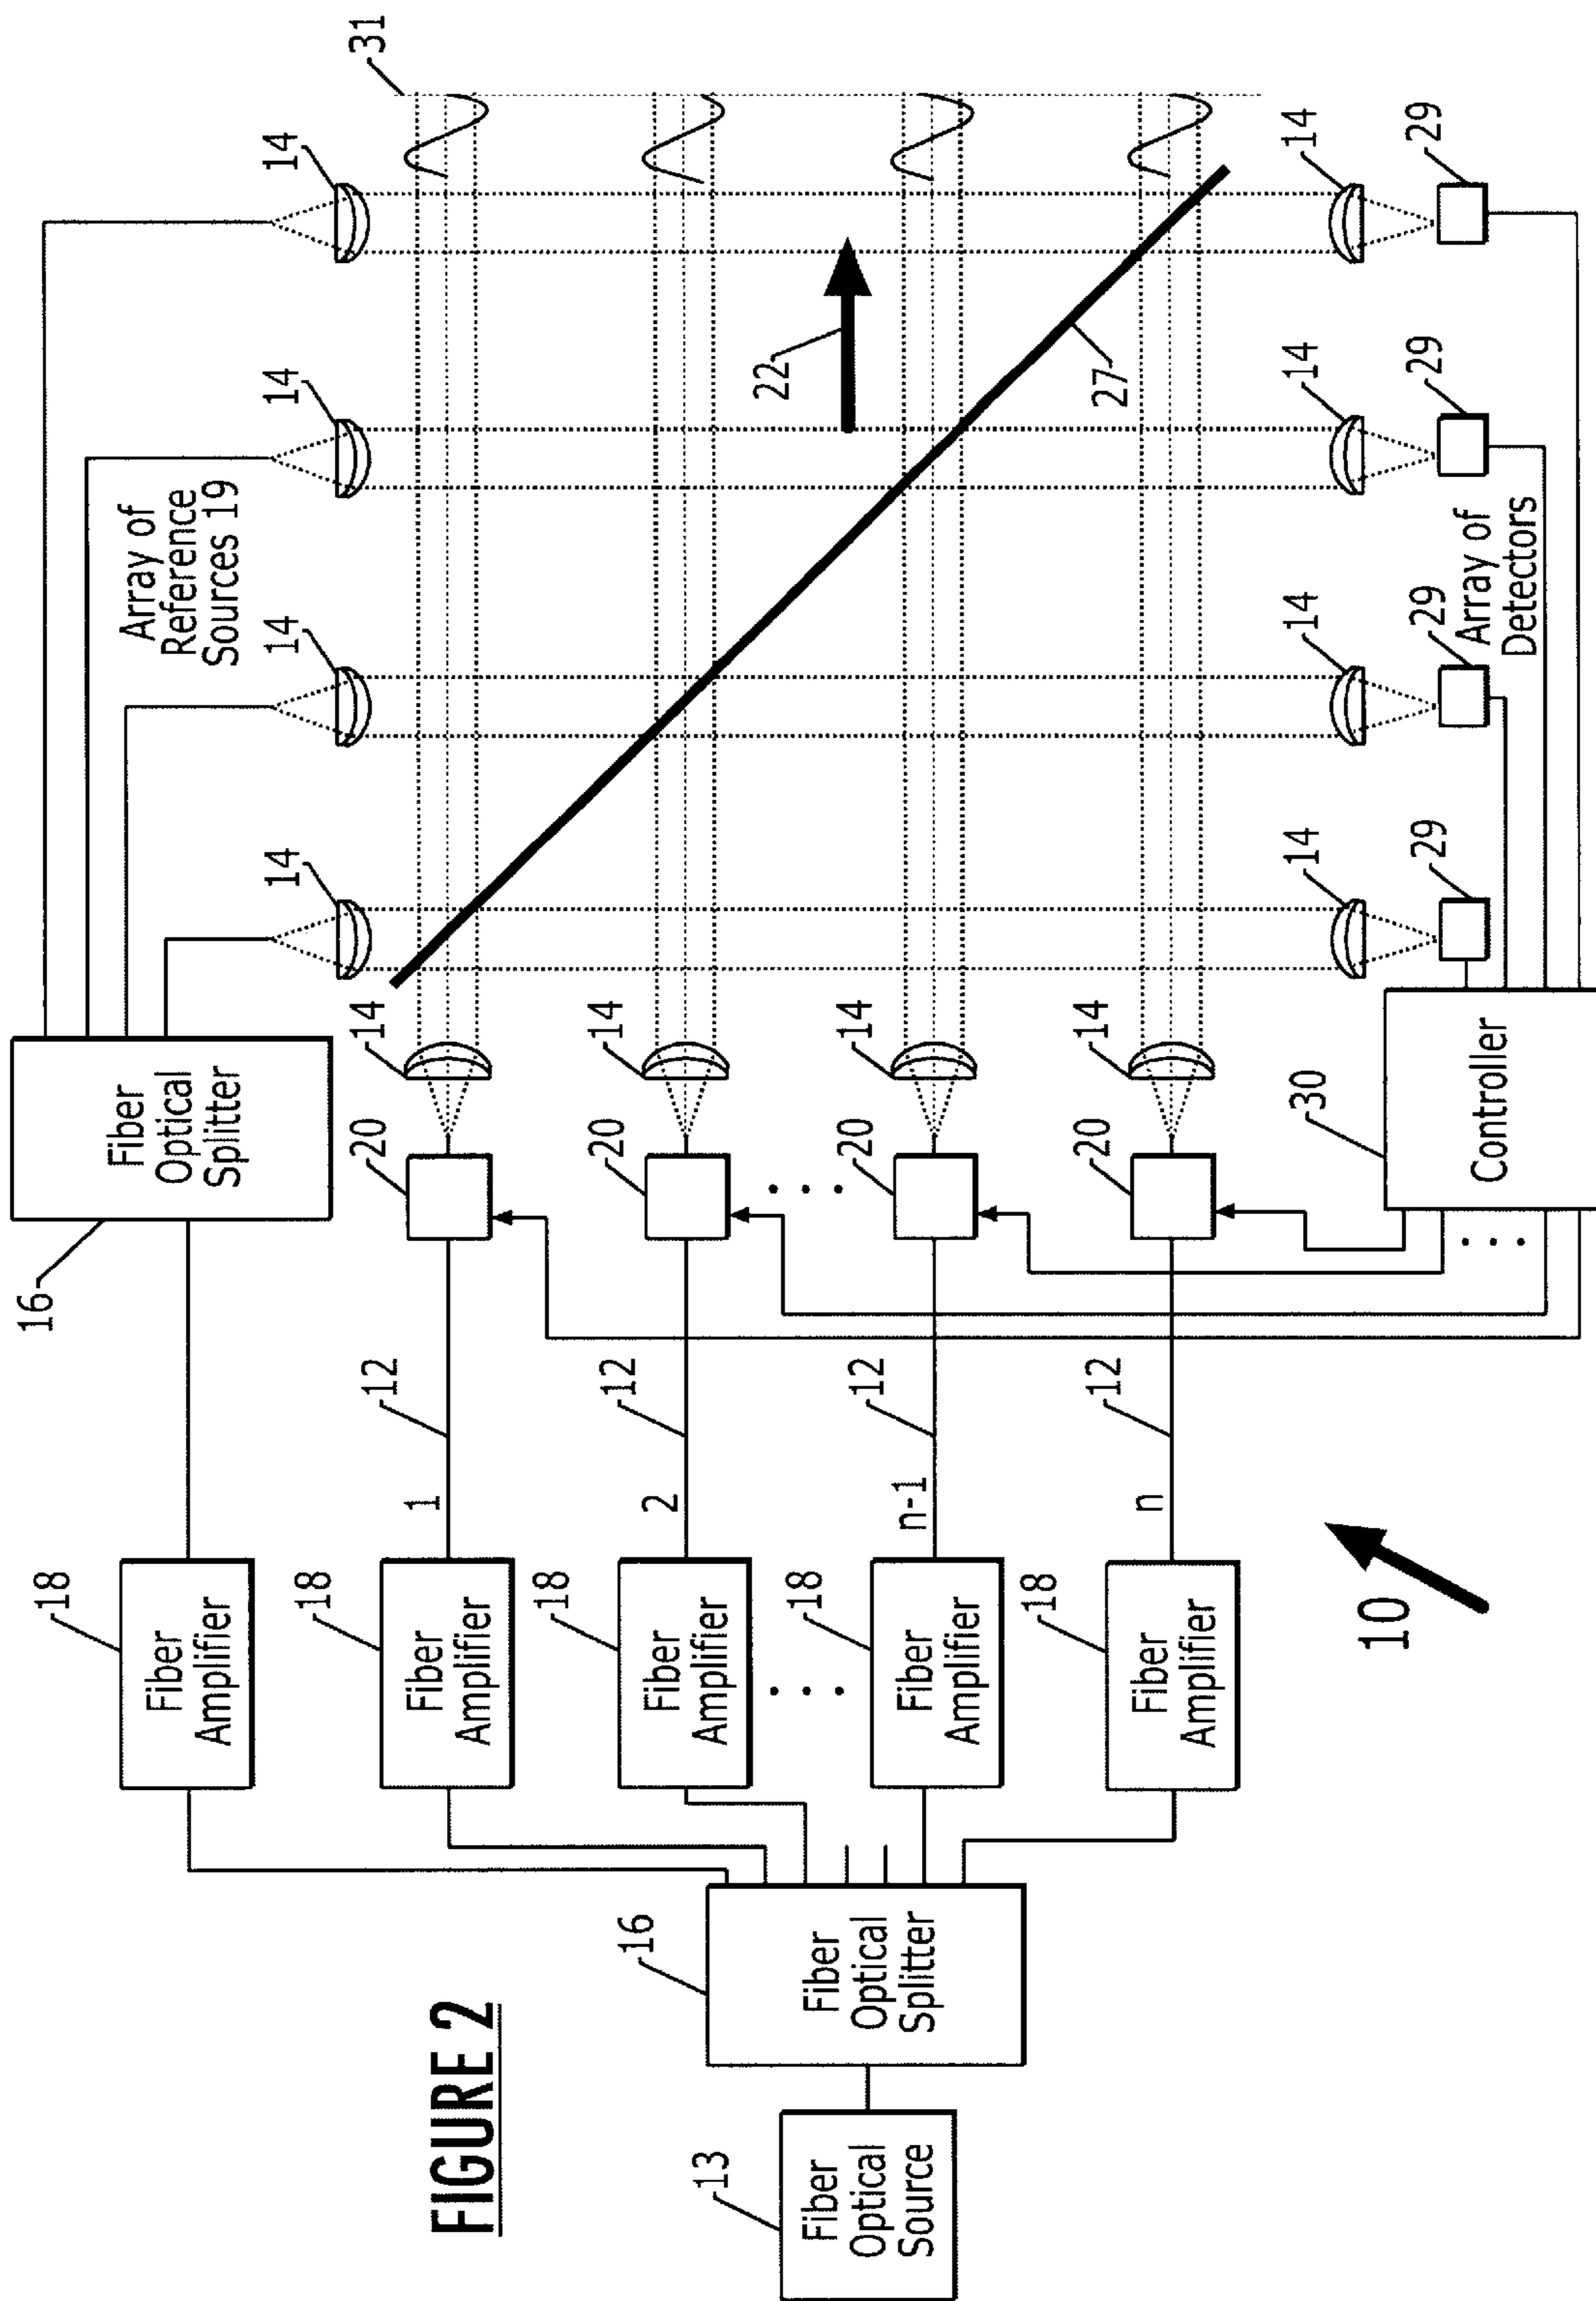 FIGURE 2
13
Fiber
Optical
Source
16
Fiber
Optical
Splitter
18
Fiber
Amplifier
18
Fiber
Amplifier
18
Fiber
Amplifier
. . .
18
Fiber
Amplifier
18
Fiber
Amplifier
10
1
12
2
12
n-1
12
n
12
16
Fiber
Optical
Splitter
20
20
. . .
20
20
14
14
14
14
30
Controller
. . .
Array of
Reference
Sources 19
14
14
14
14
22
27
31
14
14
14
14
29
29
29
29
Array of
Detectors